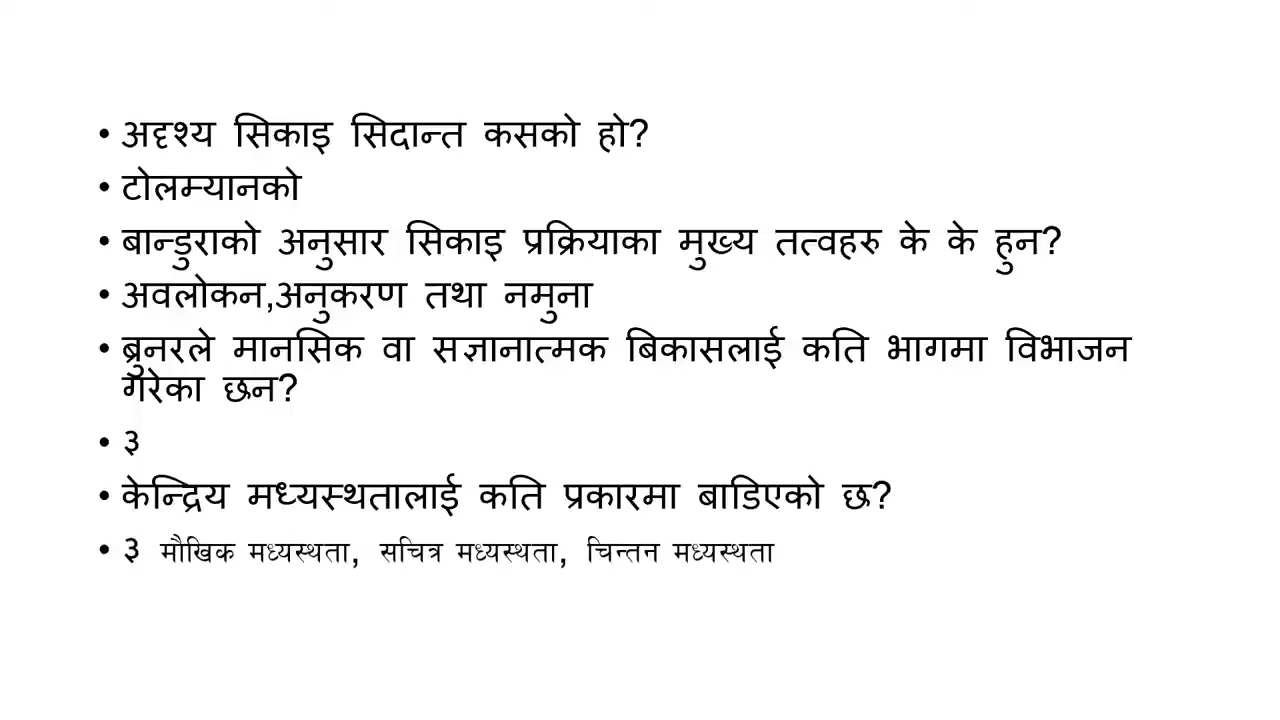 • अदृश्य सिकाइ सिदान्त कसको हो?
• टोलम्यानको
• बान्डुराको अनुसार सिकाइ प्रक्रियाका मुख्य तत्वहरु के के हुन?
• अवलोकन,अनुकरण तथा नमुना
• ब्रुनरले मानसिक वा सज्ञानात्मक बिकासलाई कति भागमा विभाजन
गरेका छन?
• ३
• केन्द्रिय मध्यस्थतालाई कति प्रकारमा बाडिएको छ?
• ३ मौखिक मध्यस्थता, सचित्र मध्यस्थता, चिन्तन मध्यस्थता